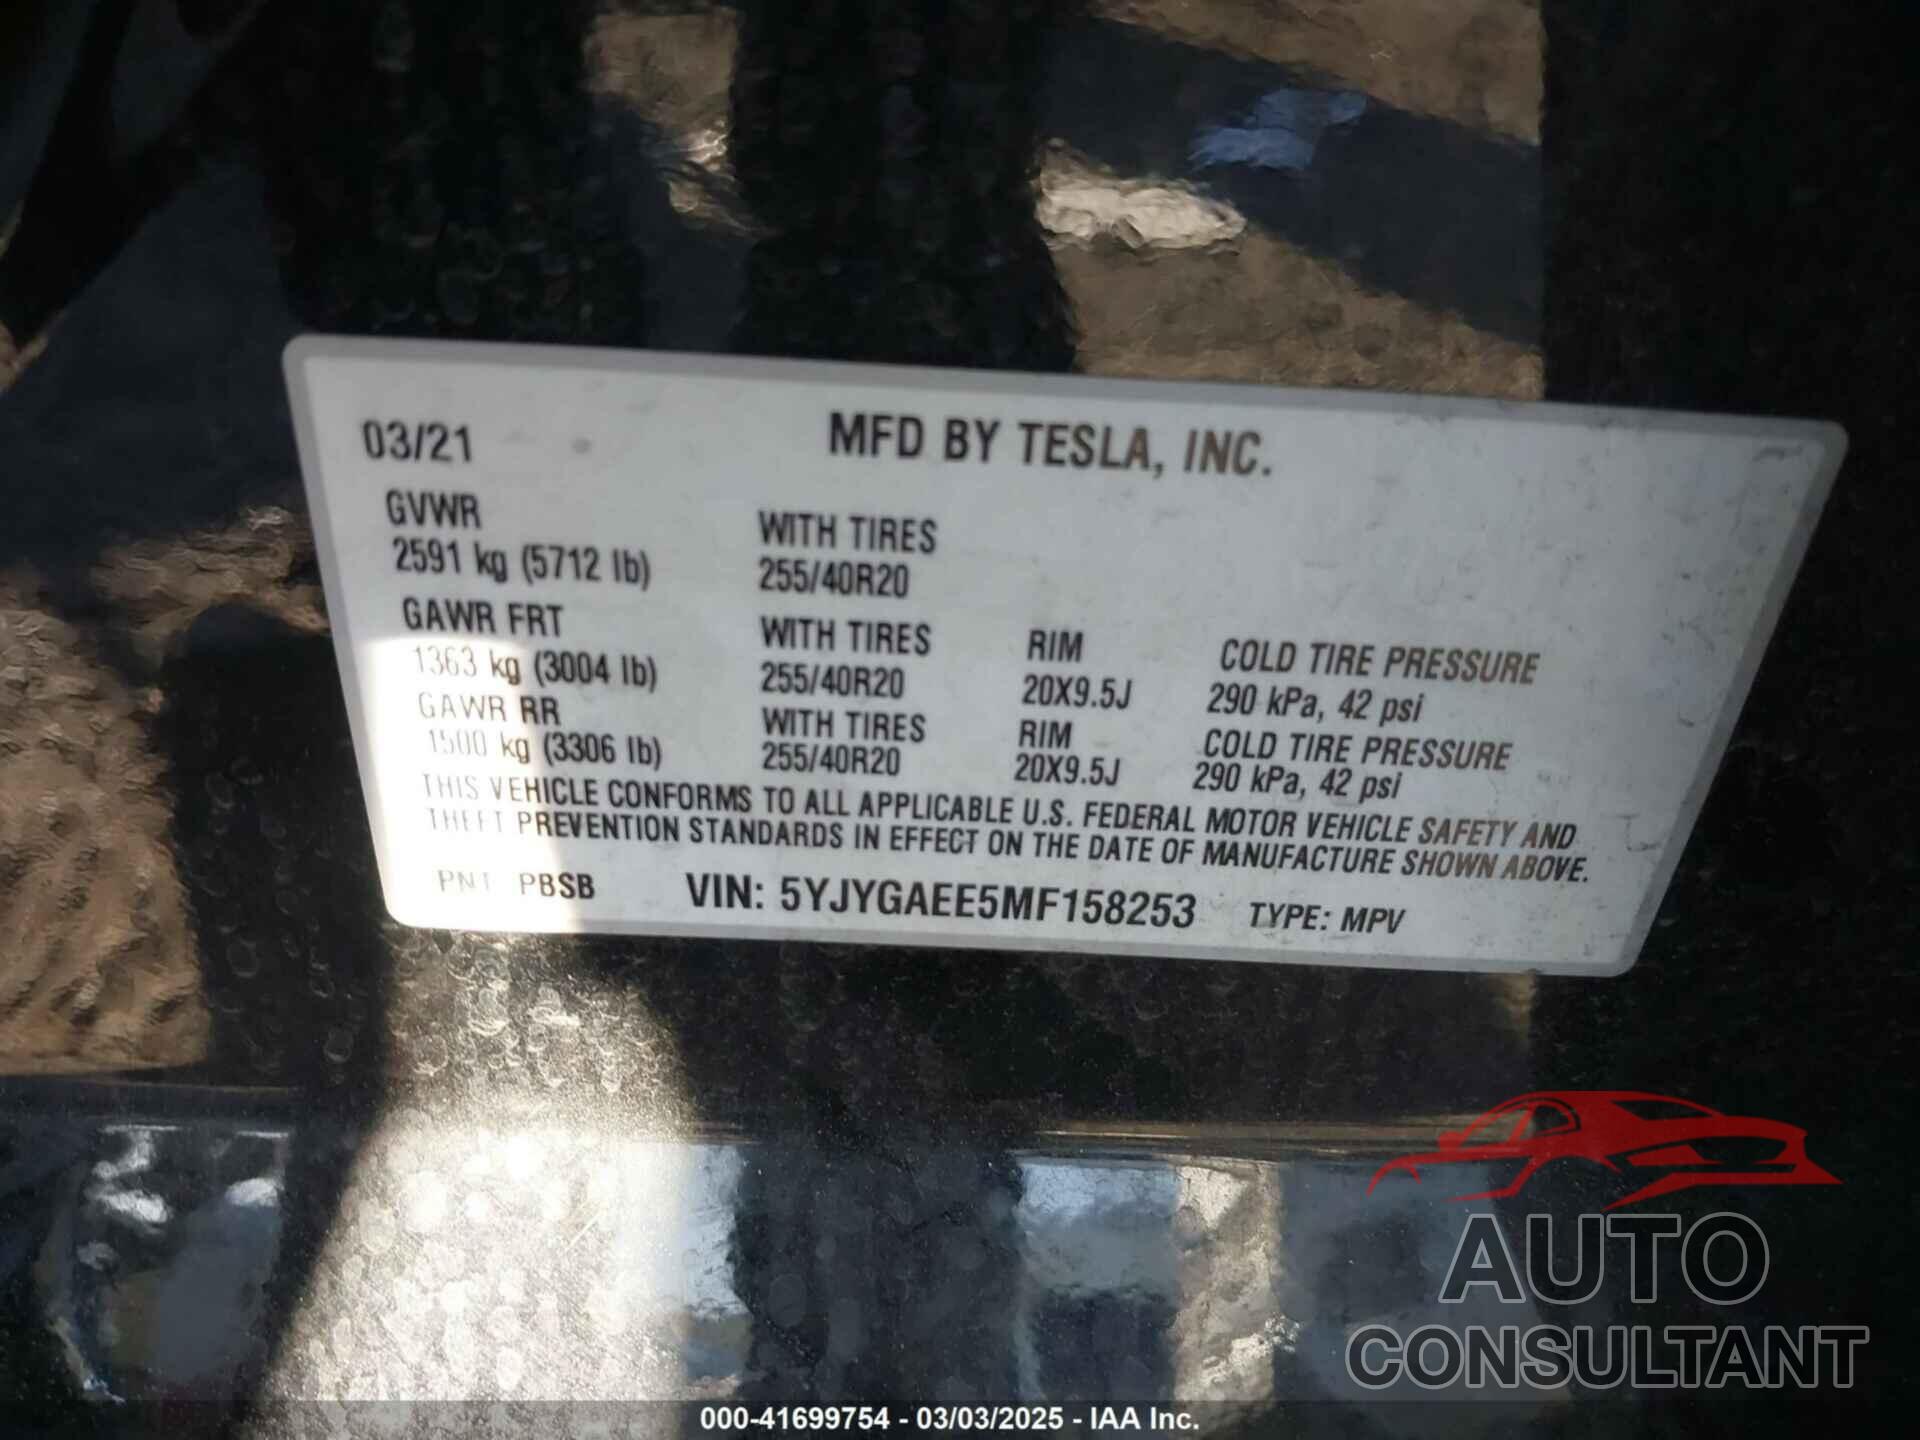 03/21 MFD BY TESLA, INC.
GVWR
2591 kg (5712 lb)
WITH TIRES
255/40R20
GAWR FRT
1363 kg (3004 lb)
WITH TIRES
255/40R20
RIM
20X9.5J
COLD TIRE PRESSURE
290 kPa, 42 psi
GAWR RR
1500 kg (3306 lb)
WITH TIRES
255/40R20
RIM
20X9.5J
COLD TIRE PRESSURE
290 kPa, 42 psi
THIS VEHICLE CONFORMS TO ALL APPLICABLE U.S. FEDERAL MOTOR VEHICLE SAFETY AND
THEFT PREVENTION STANDARDS IN EFFECT ON THE DATE OF MANUFACTURE SHOWN ABOVE.
PNT PBSB VIN: 5YJYGAEE5MF158253 TYPE: MPV
AUTO
CONSULTANT
000-41699754 - 03/03/2025 - IAA Inc.